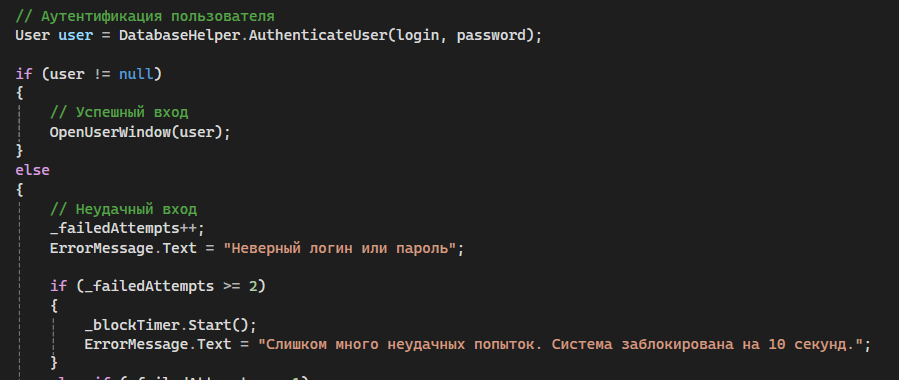 // Аутентификация пользователя
User user = DatabaseHelper.AuthenticateUser(login, password);
if (user != null)
{
// Успешный вход
OpenUserWindow(user);
}
else
{
// Неудачный вход
_failedAttempts++;
ErrorMessage.Text = "Неверный логин или пароль";
if (_failedAttempts >= 2)
{
_blockTimer.Start();
ErrorMessage.Text = "Слишком много неудачных попыток. Система заблокирована на 10 секунд.";
}